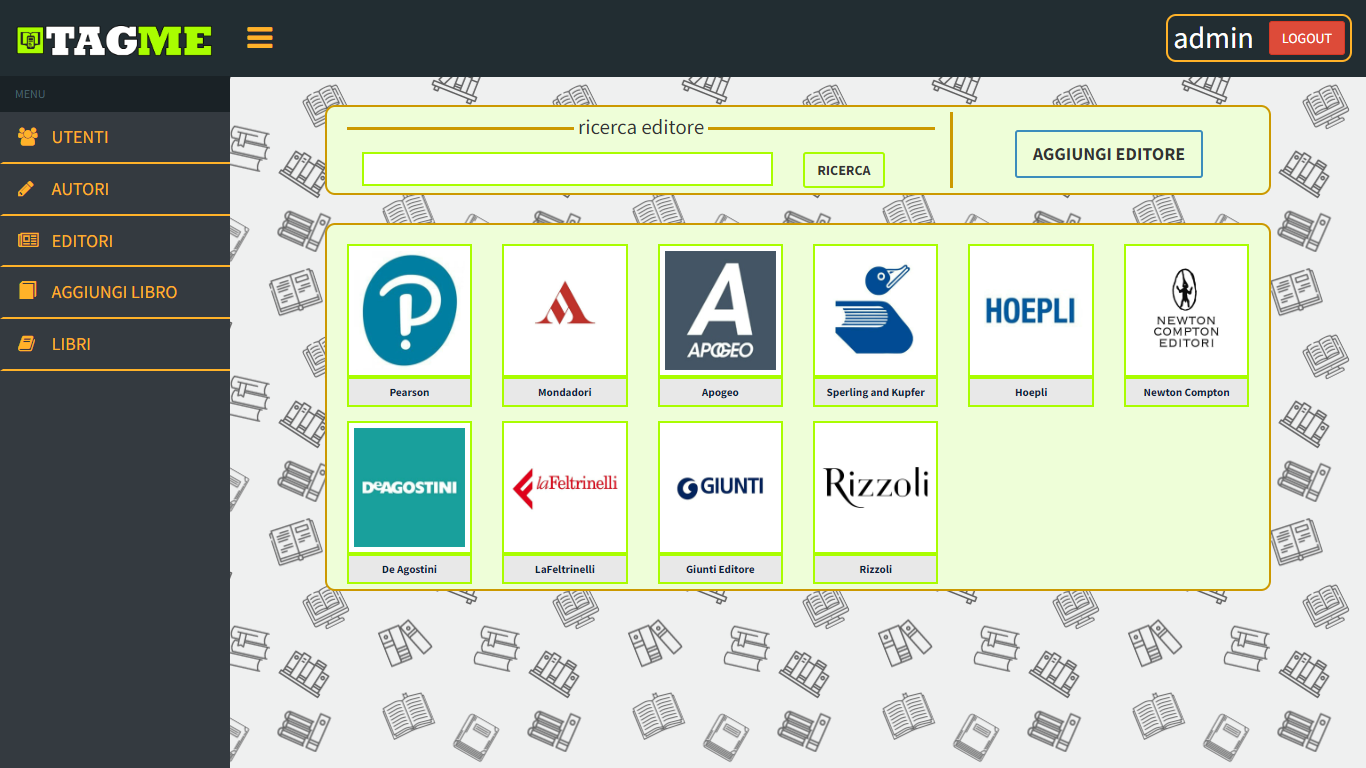 TAGME
admin
LOGOUT
MENU
UTENTI
AUTORI
EDITORI
AGGIUNGI LIBRO
LIBRI
ricerca editore
RICERCA
AGGIUNGI EDITORE
P
A
APOGEO
HOEPLI
NEWTON
COMPTON
EDITORI
Pearson
Mondadori
Apogeo
Sperling and Kupfer
Hoepli
Newton Compton
DEAGOSTINI
laFeltrinelli
GIUNTI
Rizzoli
De Agostini
LaFeltrinelli
Giunti Editore
Rizzoli